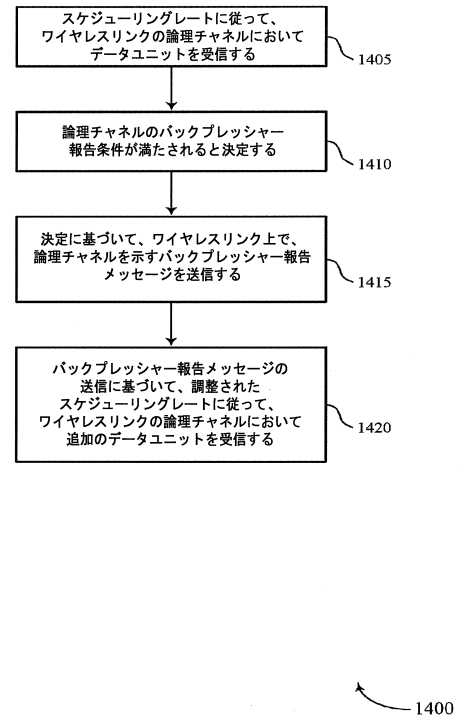 スケジューリングレートに従って、
ワイヤレスリンクの論理チャネルにおいて
データユニットを受信する
1405
論理チャネルのバックプレッシャー
報告条件が満たされると決定する
1410
決定に基づいて、ワイヤレスリンク上で、
論理チャネルを示すバックプレッシャー報告
メッセージを送信する
1415
バックプレッシャー報告メッセージの
送信に基づいて、調整された
スケジューリングレートに従って、
ワイヤレスリンクの論理チャネルにおいて
追加のデータユニットを受信する
1420
1400